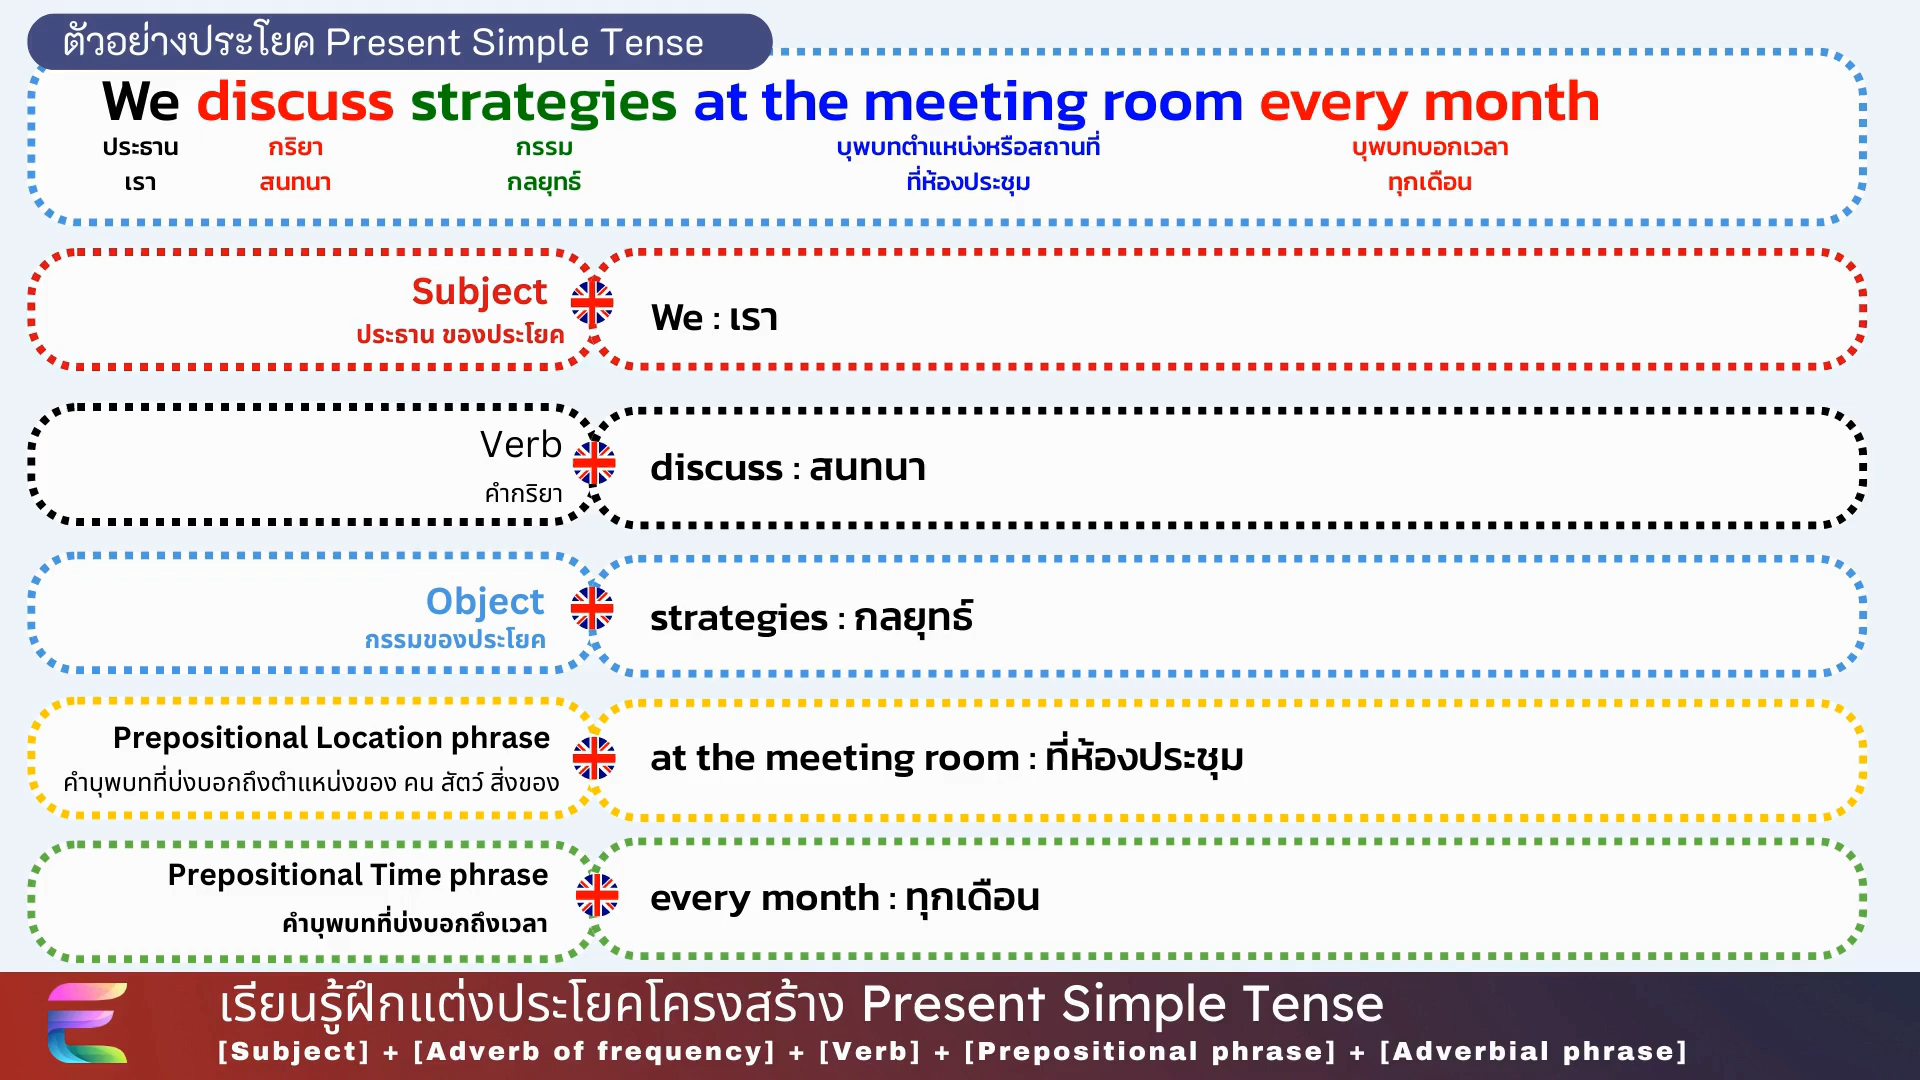 ตัวอย่างประโยค Present Simple Tense
We discuss strategies at the meeting room every month
ประธาน กริยา กรรม บุพบทตำแหน่งหรือสถานที่ บุพบทบอกเวลา
เรา สนทนา กลยุทธ์ ที่ห้องประชุม ทุกเดือน
Subject
ประธาน ของประโยค
We : เรา
Verb
คำกริยา
discuss : สนทนา
Object
กรรมของประโยค
strategies : กลยุทธ์
Prepositional Location phrase
คำบุพบทที่บ่งบอกถึงตำแหน่งของ คน สัตว์ สิ่งของ
at the meeting room : ที่ห้องประชุม
Prepositional Time phrase
คำบุพบทที่บ่งบอกถึงเวลา
every month : ทุกเดือน
เรียนรู้ฝึกแต่งประโยคโครงสร้าง Present Simple Tense
[Subject] + [Adverb of frequency] + [Verb] + [Prepositional phrase] + [Adverbial phrase]